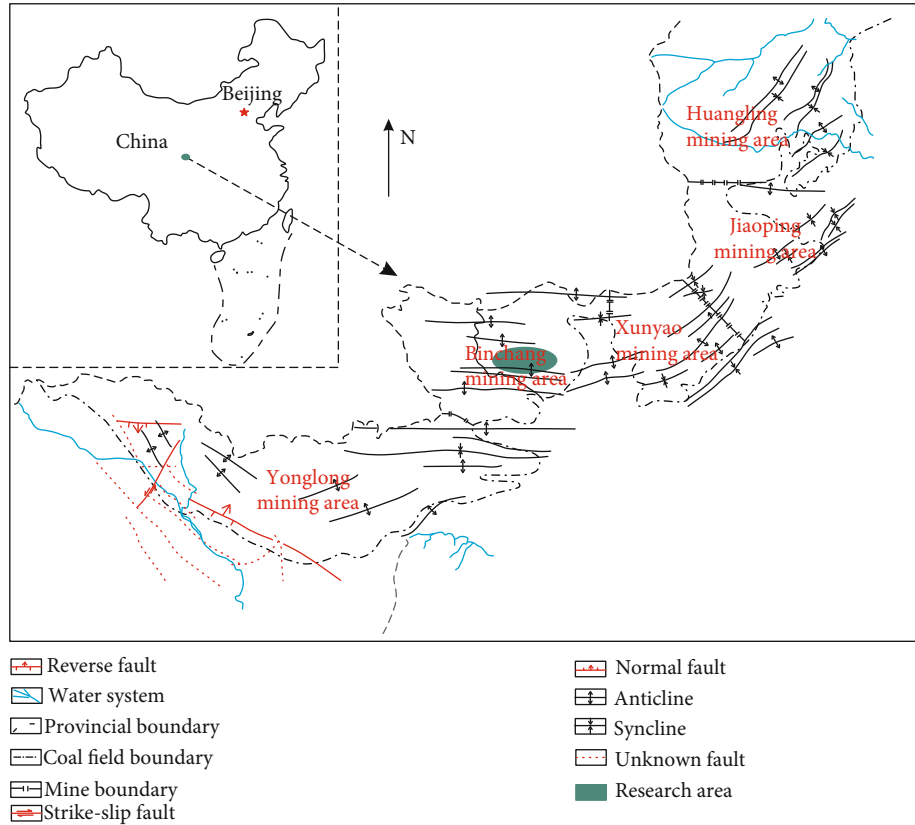 Beijing
China
N
Huangling
mining area
Jiaoping
mining area
Xunyao
mining area
Binchang
mining area
Yonglong
mining area
Reverse fault
Water system
Provincial boundary
Coal field boundary
Mine boundary
Strike-slip fault
Normal fault
Anticline
Syncline
Unknown fault
Research area